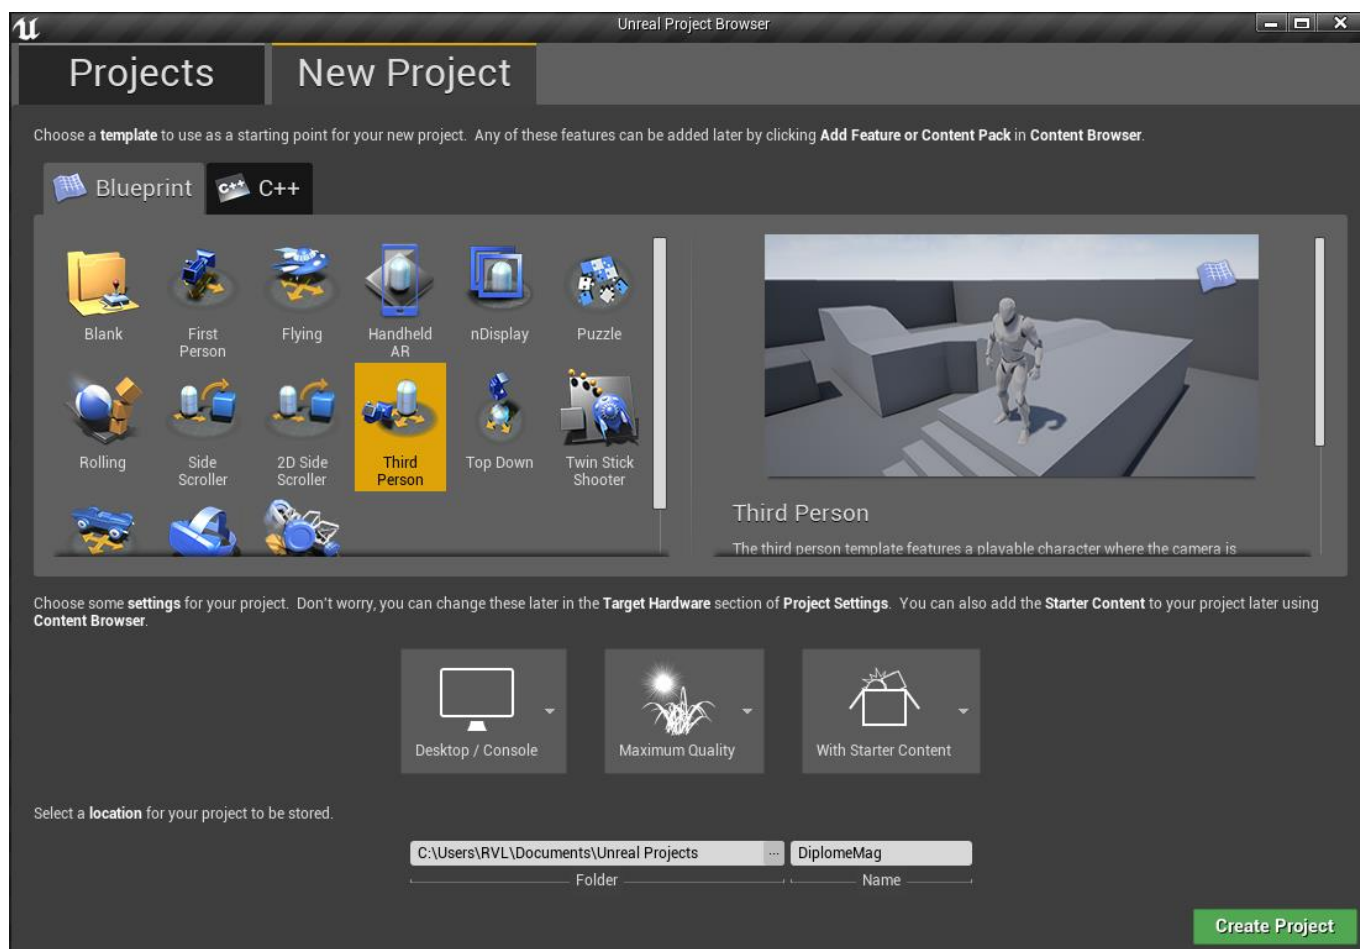 Unreal Project Browser
Projects
New Project
Choose a template to use as a starting point for your new project. Any of these features can be added later by clicking Add Feature or Content Pack in Content Browser.
Blueprint
C++
C++
Blank
First
Person
Flying
Handheld
AR
nDisplay
Puzzle
Rolling
Side
Scroller
2D Side
Scroller
Third
Person
Top Down
Twin Stick
Shooter
Third Person
The third person template features a playable character where the camera is
Choose some settings for your project. Don't worry, you can change these later in the Target Hardware section of Project Settings. You can also add the Starter Content to your project later using
Content Browser.
Desktop / Console
Maximum Quality
With Starter Content
Select a location for your project to be stored.
C:\Users\RVL\Documents\Unreal Projects
...
DiplomeMag
Folder
Name
Create Project